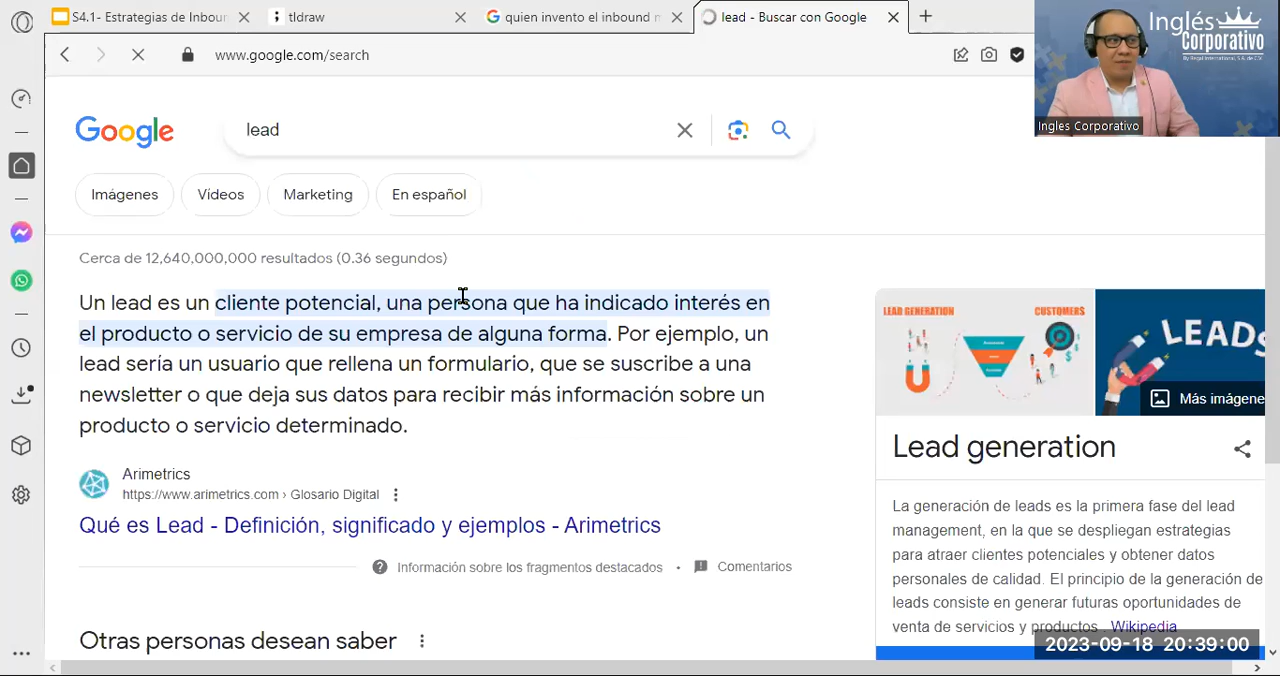 S4.1- Estrategias de Inbour
tldraw
quien invento el inbound n
lead - Buscar con Google
www.google.com/search
Inglés
Corporativo
By Regal International, S.A. de C.V.
Ingles Corporativo
Google
lead
Imágenes
Vídeos
Marketing
En español
Cerca de 12,640,000,000 resultados (0.36 segundos)
Un lead es un cliente potencial, una persona que ha indicado interés en
el producto o servicio de su empresa de alguna forma. Por ejemplo, un
lead sería un usuario que rellena un formulario, que se suscribe a una
newsletter o que deja sus datos para recibir más información sobre un
producto o servicio determinado.
Arimetrics
https://www.arimetrics.com › Glosario Digital
Qué es Lead - Definición, significado y ejemplos - Arimetrics
Información sobre los fragmentos destacados
Comentarios
Otras personas desean saber
LEAD GENERATION
CUSTOMERS
LEADS
Más imágene
Lead generation
La generación de leads es la primera fase del lead
management, en la que se despliegan estrategias
para atraer clientes potenciales y obtener datos
personales de calidad. El principio de la generación de
leads consiste en generar futuras oportunidades de
venta de servicios y productos . Wikipedia
2023-09-18 20:39:00